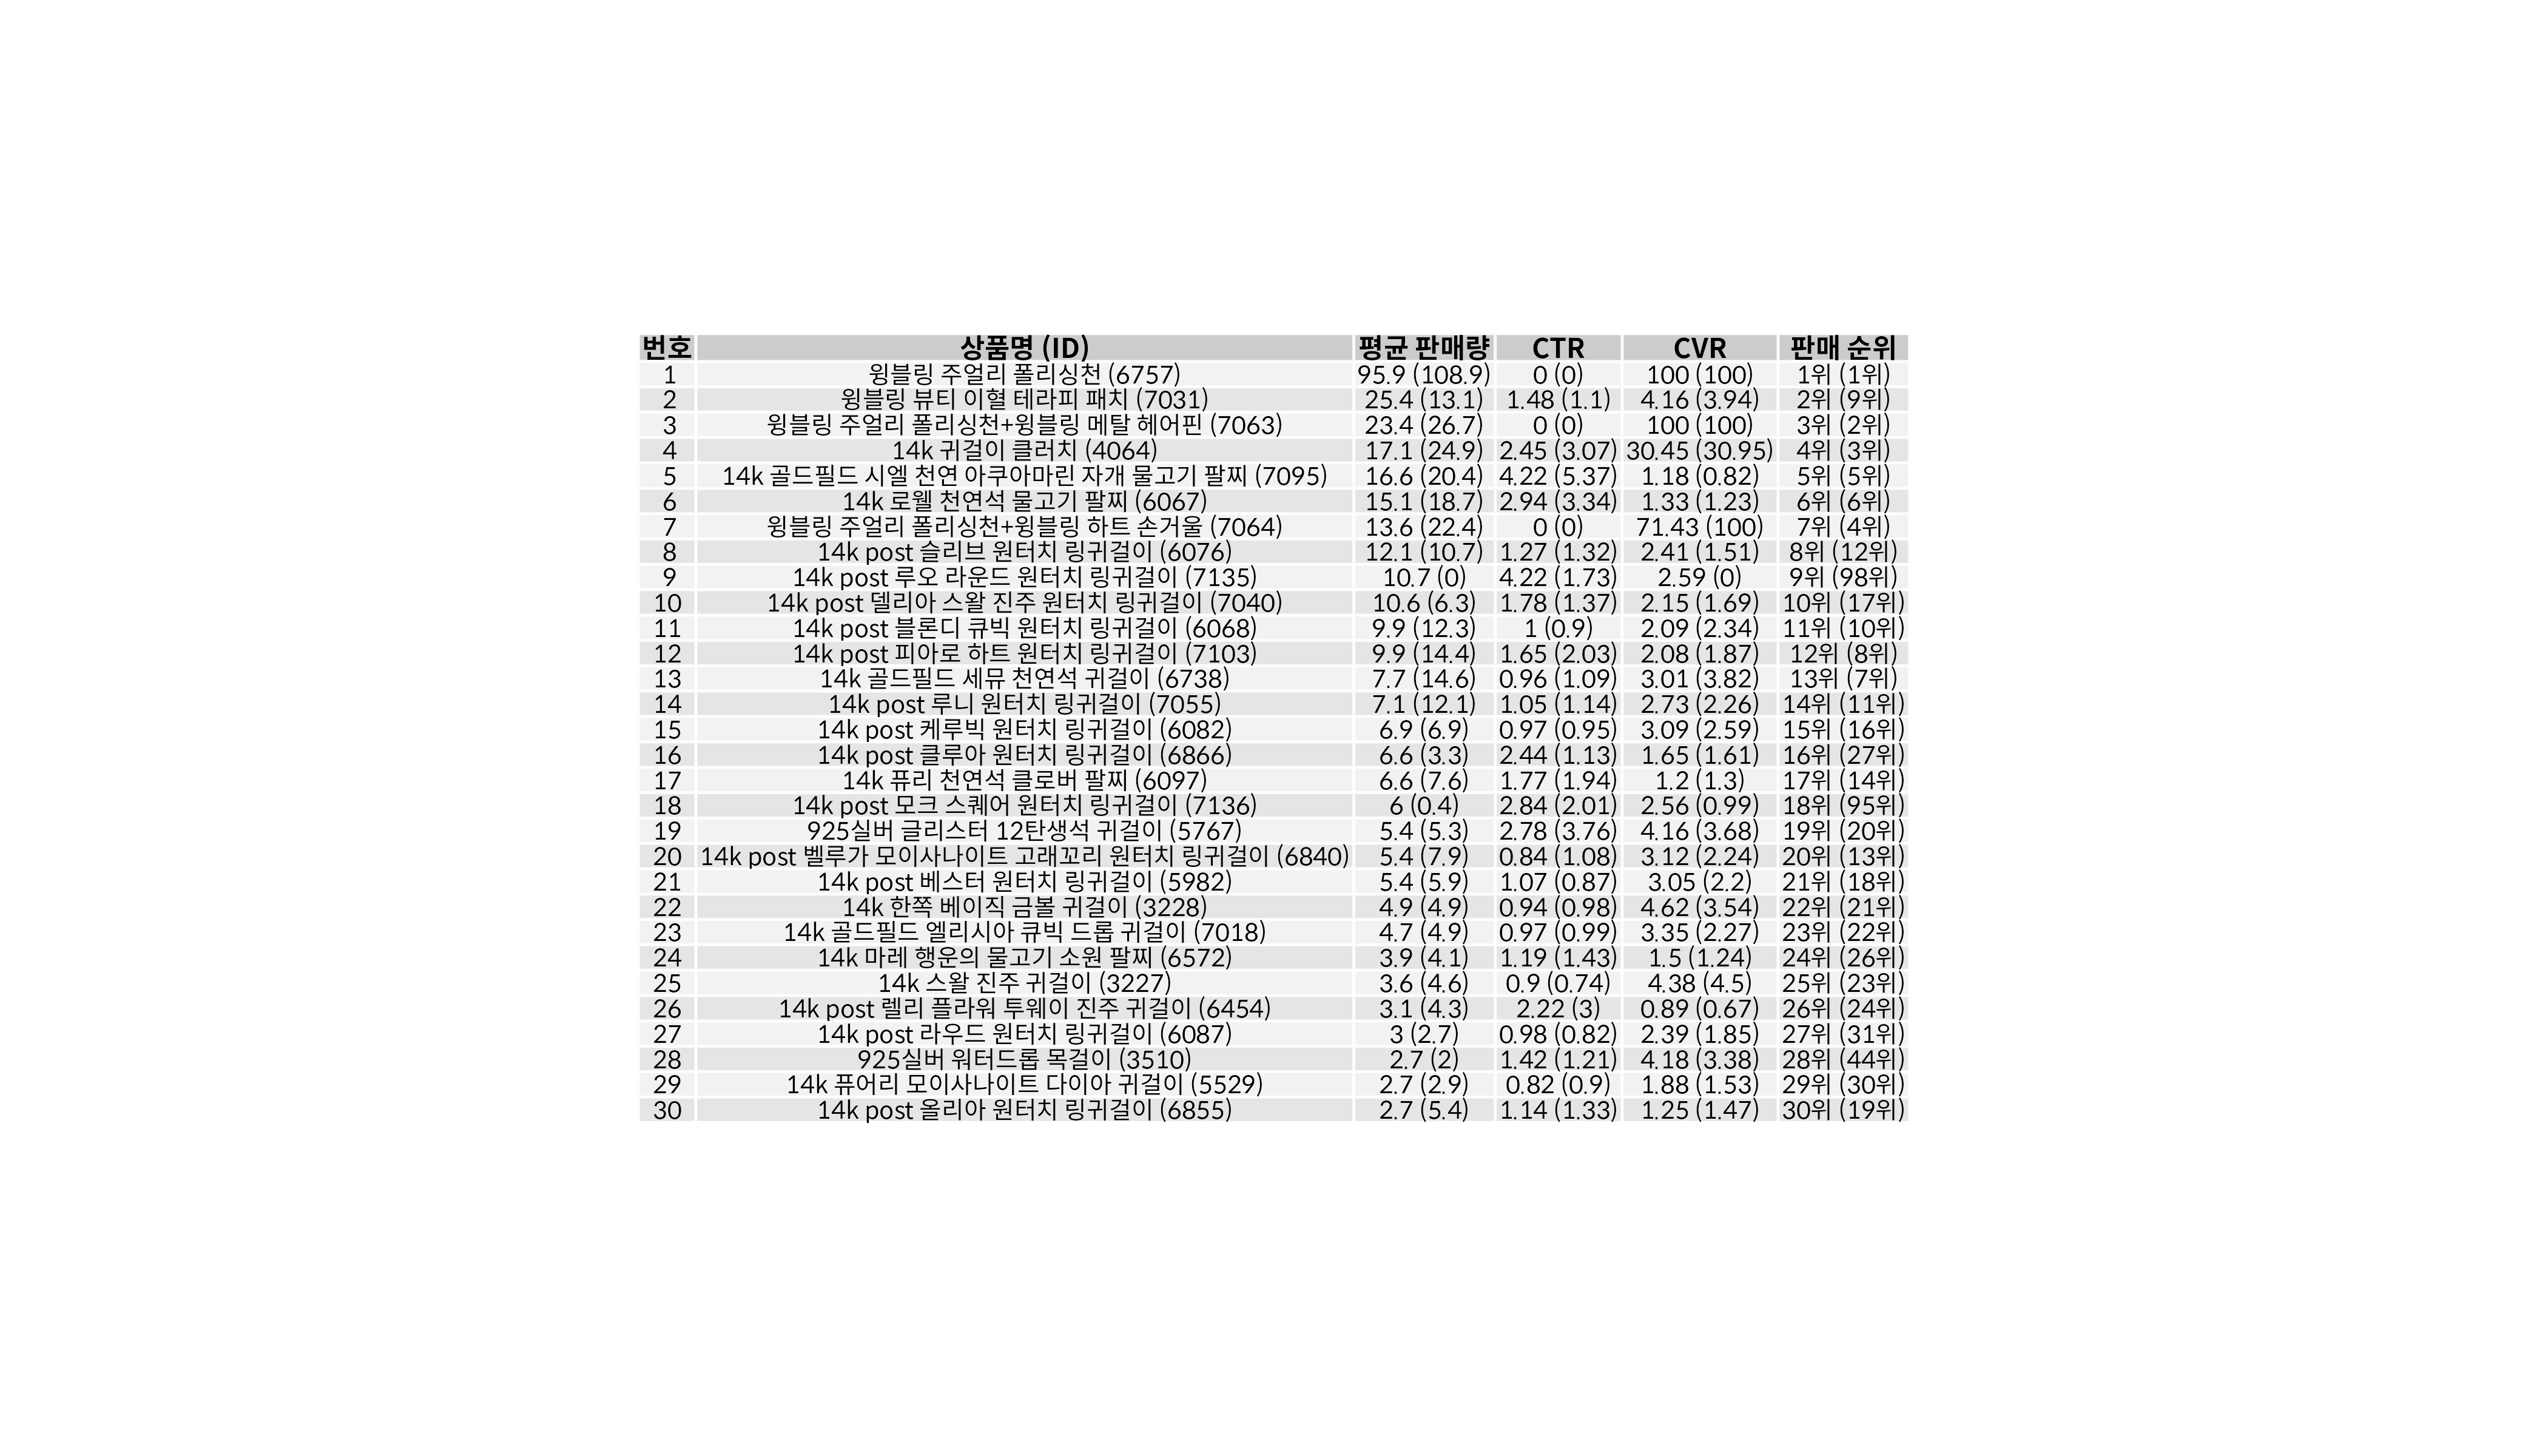 번호 상품명 (ID) 평균 판매량 CTR CVR 판매 순위
1 윙블링 주얼리 폴리싱천 (6757) 95.9 (108.9) 0 (0) 100 (100) 1위 (1위)
2 윙블링 뷰티 이혈 테라피 패치 (7031) 25.4 (13.1) 1.48 (1.1) 4.16 (3.94) 2위 (9위)
3 윙블링 주얼리 폴리싱천+윙블링 메탈 헤어핀 (7063) 23.4 (26.7) 0 (0) 100 (100) 3위 (2위)
4 14k 귀걸이 클러치 (4064) 17.1 (24.9) 2.45 (3.07) 30.45 (30.95) 4위 (3위)
5 14k 골드필드 시엘 천연 아쿠아마린 자개 물고기 팔찌 (7095) 16.6 (20.4) 4.22 (5.37) 1.18 (0.82) 5위 (5위)
6 14k 로웰 천연석 물고기 팔찌 (6067) 15.1 (18.7) 2.94 (3.34) 1.33 (1.23) 6위 (6위)
7 윙블링 주얼리 폴리싱천+윙블링 하트 손거울 (7064) 13.6 (22.4) 0 (0) 71.43 (100) 7위 (4위)
8 14k post 슬리브 원터치 링귀걸이 (6076) 12.1 (10.7) 1.27 (1.32) 2.41 (1.51) 8위 (12위)
9 14k post 루오 라운드 원터치 링귀걸이 (7135) 10.7 (0) 4.22 (1.73) 2.59 (0) 9위 (98위)
10 14k post 델리아 스왈 진주 원터치 링귀걸이 (7040) 10.6 (6.3) 1.78 (1.37) 2.15 (1.69) 10위 (17위)
11 14k post 블론디 큐빅 원터치 링귀걸이 (6068) 9.9 (12.3) 1 (0.9) 2.09 (2.34) 11위 (10위)
12 14k post 피아로 하트 원터치 링귀걸이 (7103) 9.9 (14.4) 1.65 (2.03) 2.08 (1.87) 12위 (8위)
13 14k 골드필드 세뮤 천연석 귀걸이 (6738) 7.7 (14.6) 0.96 (1.09) 3.01 (3.82) 13위 (7위)
14 14k post 루니 원터치 링귀걸이 (7055) 7.1 (12.1) 1.05 (1.14) 2.73 (2.26) 14위 (11위)
15 14k post 케루빅 원터치 링귀걸이 (6082) 6.9 (6.9) 0.97 (0.95) 3.09 (2.59) 15위 (16위)
16 14k post 클루아 원터치 링귀걸이 (6866) 6.6 (3.3) 2.44 (1.13) 1.65 (1.61) 16위 (27위)
17 14k 퓨리 천연석 클로버 팔찌 (6097) 6.6 (7.6) 1.77 (1.94) 1.2 (1.3) 17위 (14위)
18 14k post 모크 스퀘어 원터치 링귀걸이 (7136) 6 (0.4) 2.84 (2.01) 2.56 (0.99) 18위 (95위)
19 925실버 글리스터 12탄생석 귀걸이 (5767) 5.4 (5.3) 2.78 (3.76) 4.16 (3.68) 19위 (20위)
20 14k post 벨루가 모이사나이트 고래꼬리 원터치 링귀걸이 (6840) 5.4 (7.9) 0.84 (1.08) 3.12 (2.24) 20위 (13위)
21 14k post 베스터 원터치 링귀걸이 (5982) 5.4 (5.9) 1.07 (0.87) 3.05 (2.2) 21위 (18위)
22 14k 한쪽 베이직 금볼 귀걸이 (3228) 4.9 (4.9) 0.94 (0.98) 4.62 (3.54) 22위 (21위)
23 14k 골드필드 엘리시아 큐빅 드롭 귀걸이 (7018) 4.7 (4.9) 0.97 (0.99) 3.35 (2.27) 23위 (22위)
24 14k 마레 행운의 물고기 소원 팔찌 (6572) 3.9 (4.1) 1.19 (1.43) 1.5 (1.24) 24위 (26위)
25 14k 스왈 진주 귀걸이 (3227) 3.6 (4.6) 0.9 (0.74) 4.38 (4.5) 25위 (23위)
26 14k post 렐리 플라워 투웨이 진주 귀걸이 (6454) 3.1 (4.3) 2.22 (3) 0.89 (0.67) 26위 (24위)
27 14k post 라우드 원터치 링귀걸이 (6087) 3 (2.7) 0.98 (0.82) 2.39 (1.85) 27위 (31위)
28 925실버 워터드롭 목걸이 (3510) 2.7 (2) 1.42 (1.21) 4.18 (3.38) 28위 (44위)
29 14k 퓨어리 모이사나이트 다이아 귀걸이 (5529) 2.7 (2.9) 0.82 (0.9) 1.88 (1.53) 29위 (30위)
30 14k post 올리아 원터치 링귀걸이 (6855) 2.7 (5.4) 1.14 (1.33) 1.25 (1.47) 30위 (19위)